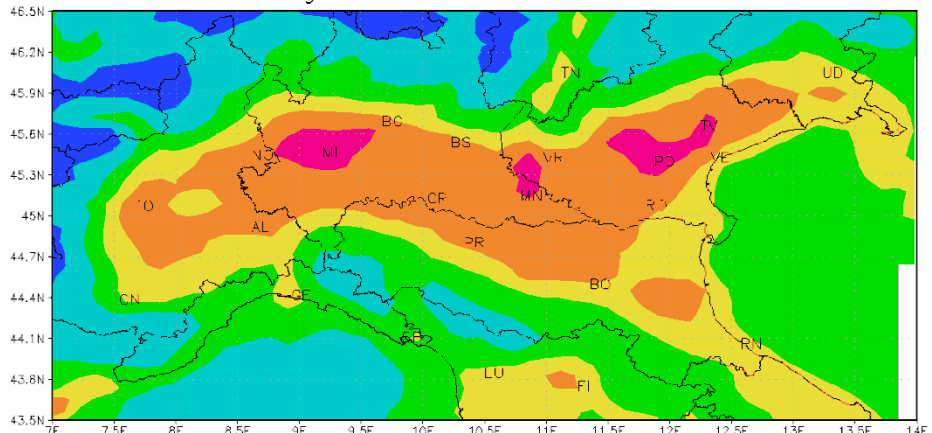 46.5N
46.2N
TN
UD
45.9N
BG
TV
45.6N
BS
NO
MI
VR
PD
VE
45.3N
MN
CR
TO
RO
45N
AL
PR
44.7N
BO
CN
GE
44.4N
44.1N
RN
43.8N
LU
FI
43.5N
7E
7.5E
8E
8.5E
9E
9.5E
10E
10.5E
11E
11.5E
12E
12.5E
13E
13.5E
14E